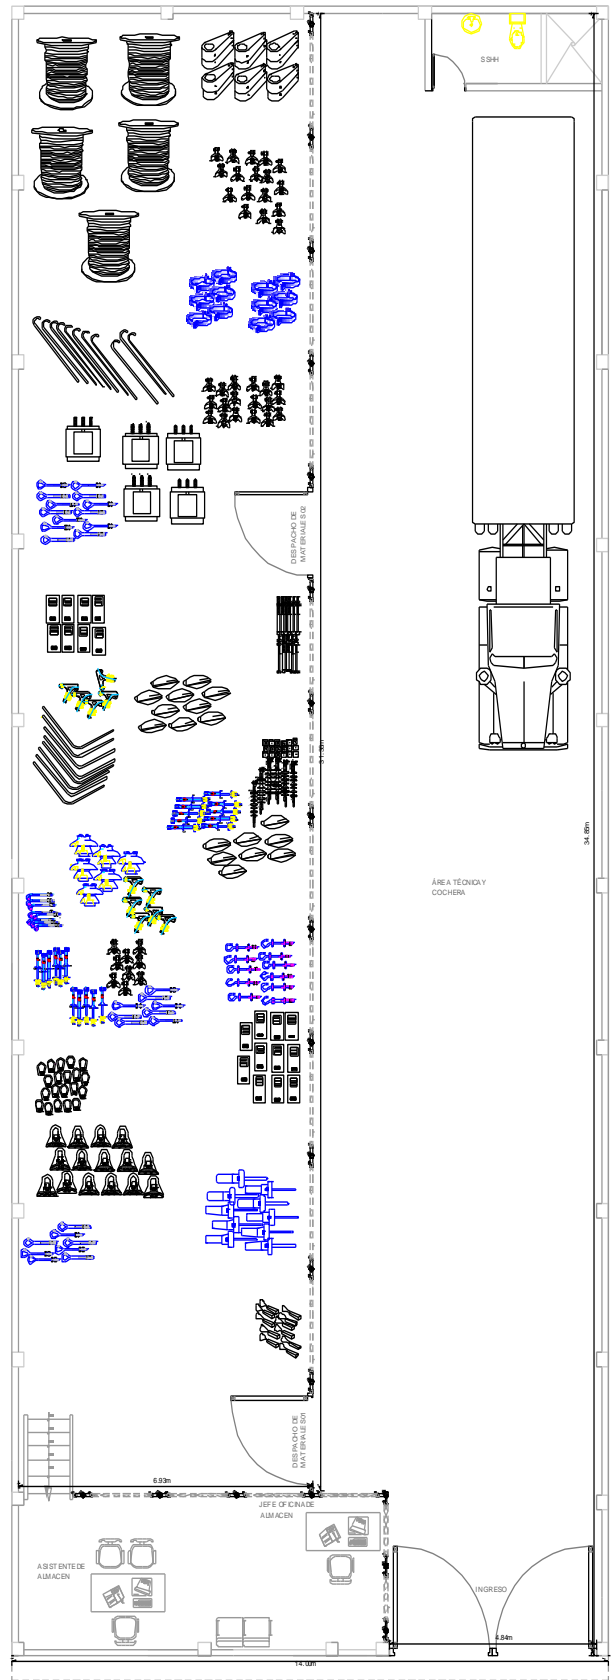 SSHH
DESPACHO DE
MATERIALES 02
34.89m
ÁREA TÉCNICA Y
COCHERA
DESPACHO DE
MATERIALES 01
6.93m
JEFE OFICINA DE
ALMACEN
ASISTENTE DE
ALMACEN
INGRESO
4.84m
14.00m